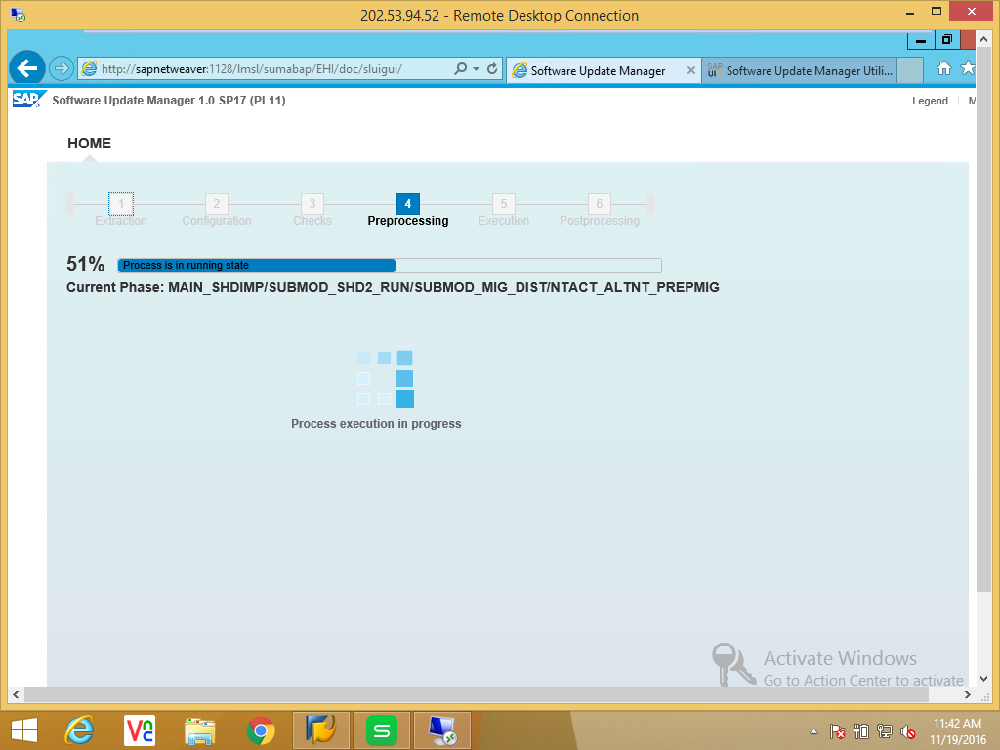 202.53.94.52 - Remote Desktop Connection
http://sapnetweaver:1128/lmsl/sumabap/EHI/doc/sluigui/
Software Update Manager
SAP UI
Software Update Manager Utili...
SAP Software Update Manager 1.0 SP17 (PL11)
Legend
M
HOME
1 2 3 4 5 6
Extraction Configuration Checks Preprocessing Execution Postprocessing
51% Process is in running state
Current Phase: MAIN_SHDIMP/SUBMOD_SHD2_RUN/SUBMOD_MIG_DIST/NTACT_ALTNT_PREPMIG
Process execution in progress
Activate Windows
Go to Action Center to activate
VNC
S
11:42 AM
11/19/2016